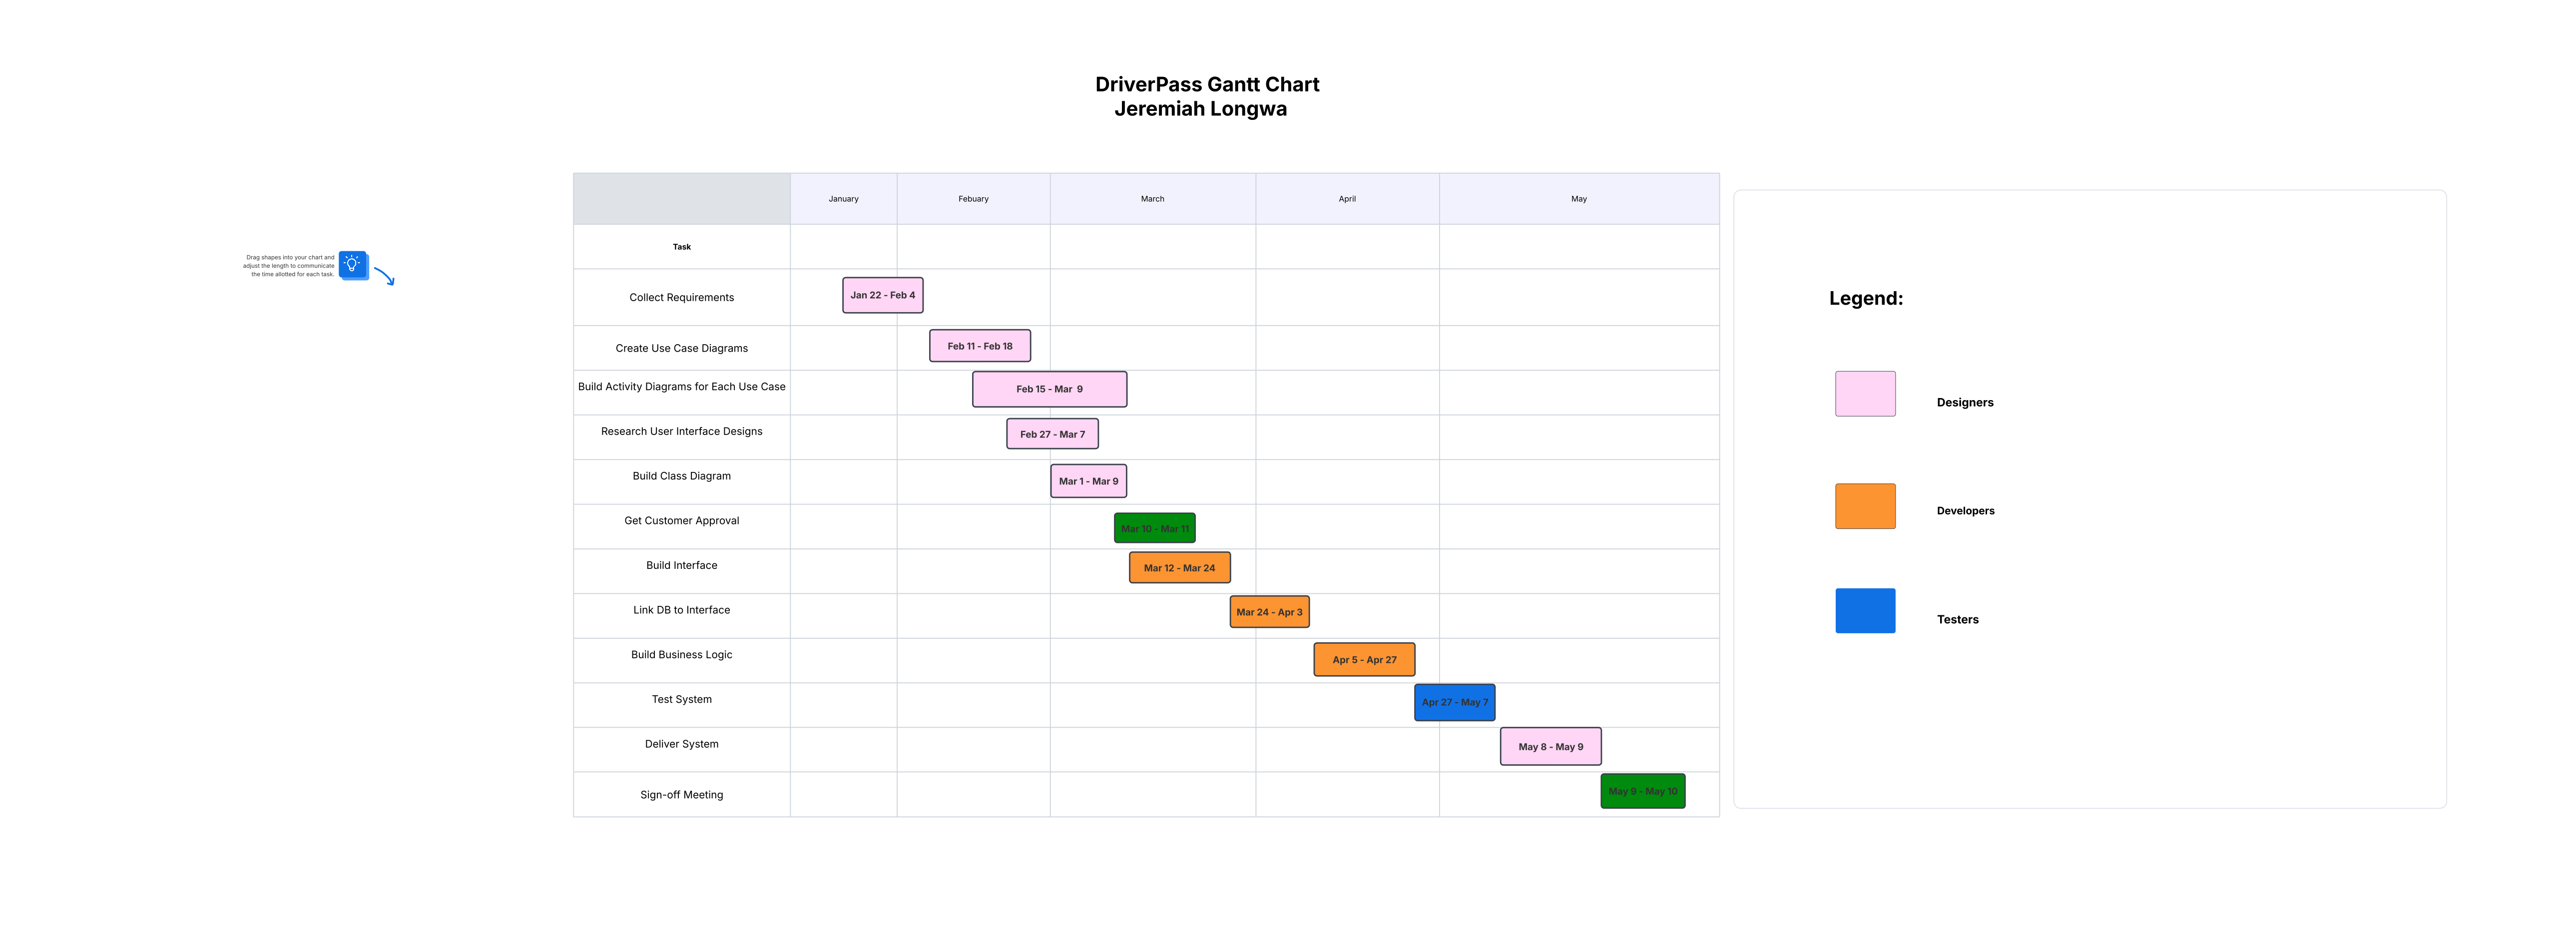 DriverPass Gantt Chart
Jeremiah Longwa
January
Febuary
March
April
May
Drag shapes into your chart and
adjust the length to communicate
the time allotted for each task.
Task
Collect Requirements
Jan 22 - Feb 4
Create Use Case Diagrams
Feb 11 - Feb 18
Build Activity Diagrams for Each Use Case
Feb 15 - Mar  9
Research User Interface Designs
Feb 27 - Mar 7
Build Class Diagram
Mar 1 - Mar 9
Get Customer Approval
Mar 10 - Mar 11
Build Interface
Mar 12 - Mar 24
Link DB to Interface
Mar 24 - Apr 3
Build Business Logic
Apr 5 - Apr 27
Test System
Apr 27 - May 7
Deliver System
May 8 - May 9
Sign-off Meeting
May 9 - May 10
Legend:
Designers
Developers
Testers